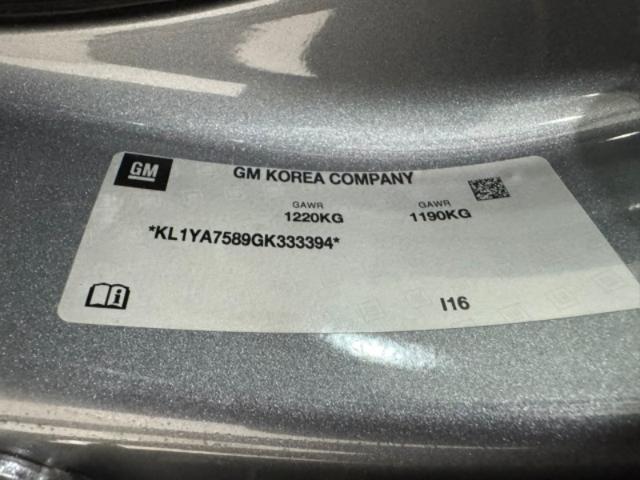 GM
GM KOREA COMPANY
GAWR GAWR
1220KG 1190KG
*KL1YA7589GK333394*
I16